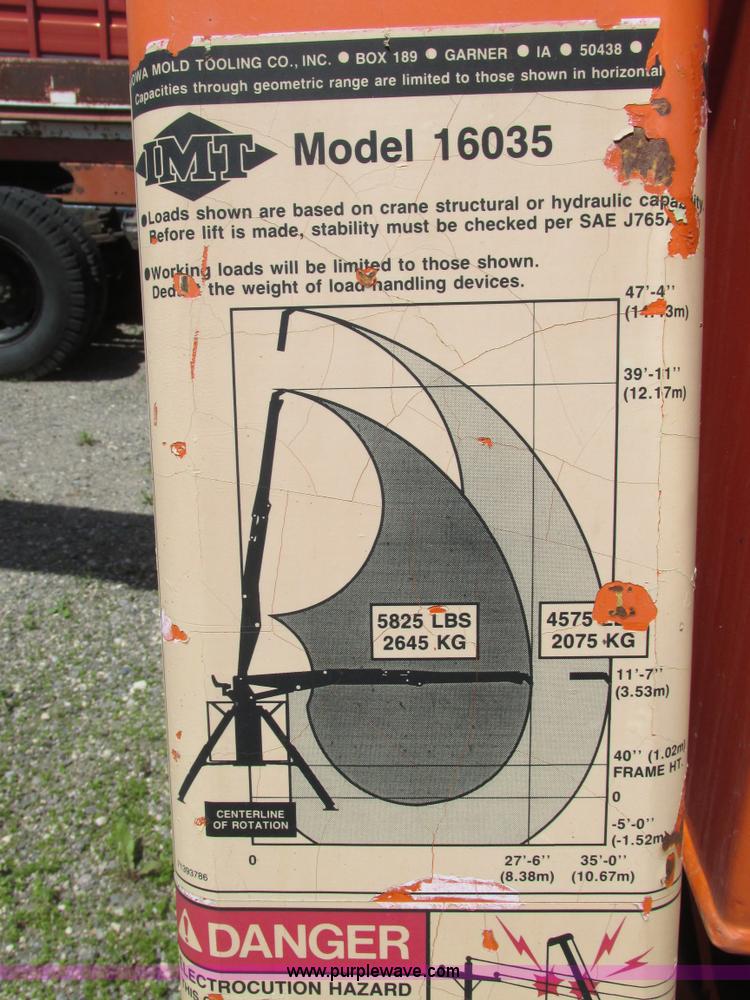 IOWA MOLD TOOLING CO., INC. ● BOX 189 ● GARNER ● IA ● 50438 ●
Capacities through geometric range are limited to those shown in horizontal
IMT
Model 16035
●Loads shown are based on crane structural or hydraulic
Before lift is made, stability must be checked per SAE J765A
●Working loads will be limited to those shown.
the weight of load handling devices.
47'-4''
39'-11''
(12.17m)
5825 LBS
2645 KG
4575
2075 KG
11'-7''
(3.53m)
40'' (1.02m)
FRAME HT.
0
-5'-0''
(-1.52m)
CENTERLINE
OF ROTATION
0
27'-6''
(8.38m)
35'-0''
(10.67m)
71393786
DANGER
ELECTROCUTION HAZARD
THIS
www.purplewave.com